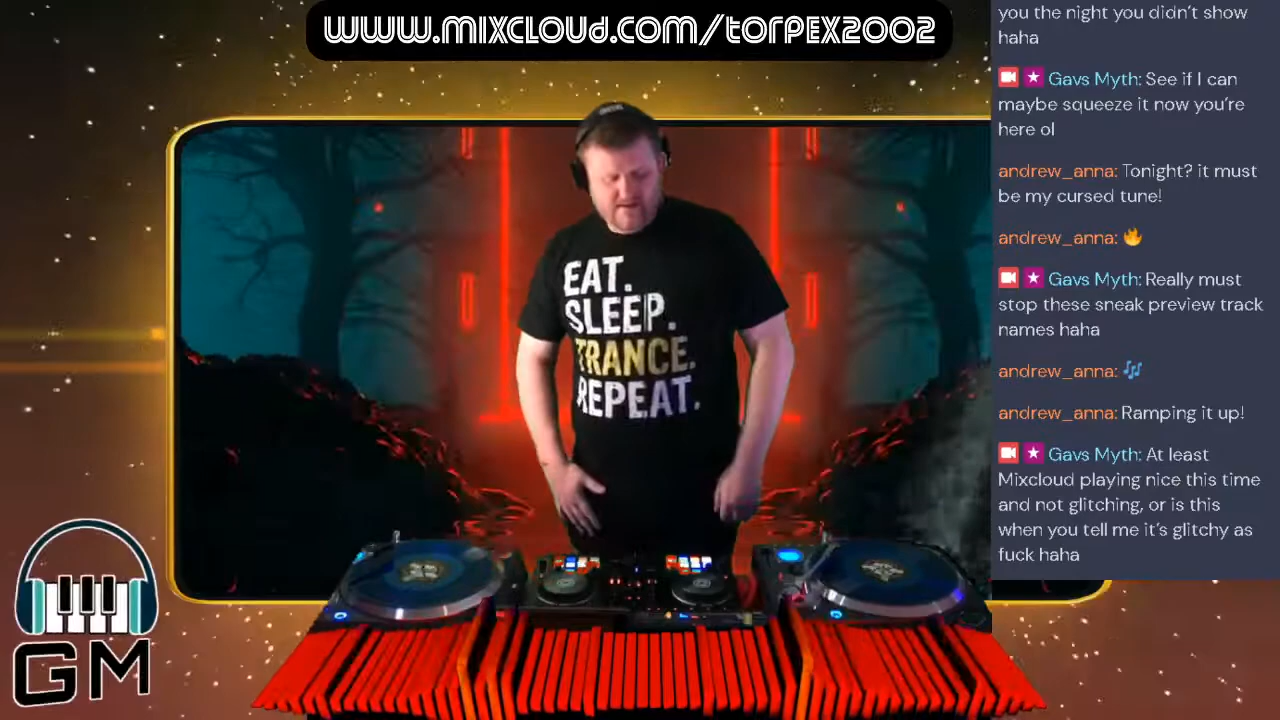 www.mixcloud.com/torpex2002
you the night you didn't show
haha
Gavs Myth: See if I can
maybe squeeze it now you're
here ol
andrew_anna: Tonight? it must
be my cursed tune!
andrew_anna: 🔥
Gavs Myth: Really must
stop these sneak preview track
names haha
andrew_anna: 🎶
andrew_anna: Ramping it up!
Gavs Myth: At least
Mixcloud playing nice this time
and not glitching, or is this
when you tell me it's glitchy as
fuck haha
EAT.
SLEEP.
TRANCE.
REPEAT.
GM